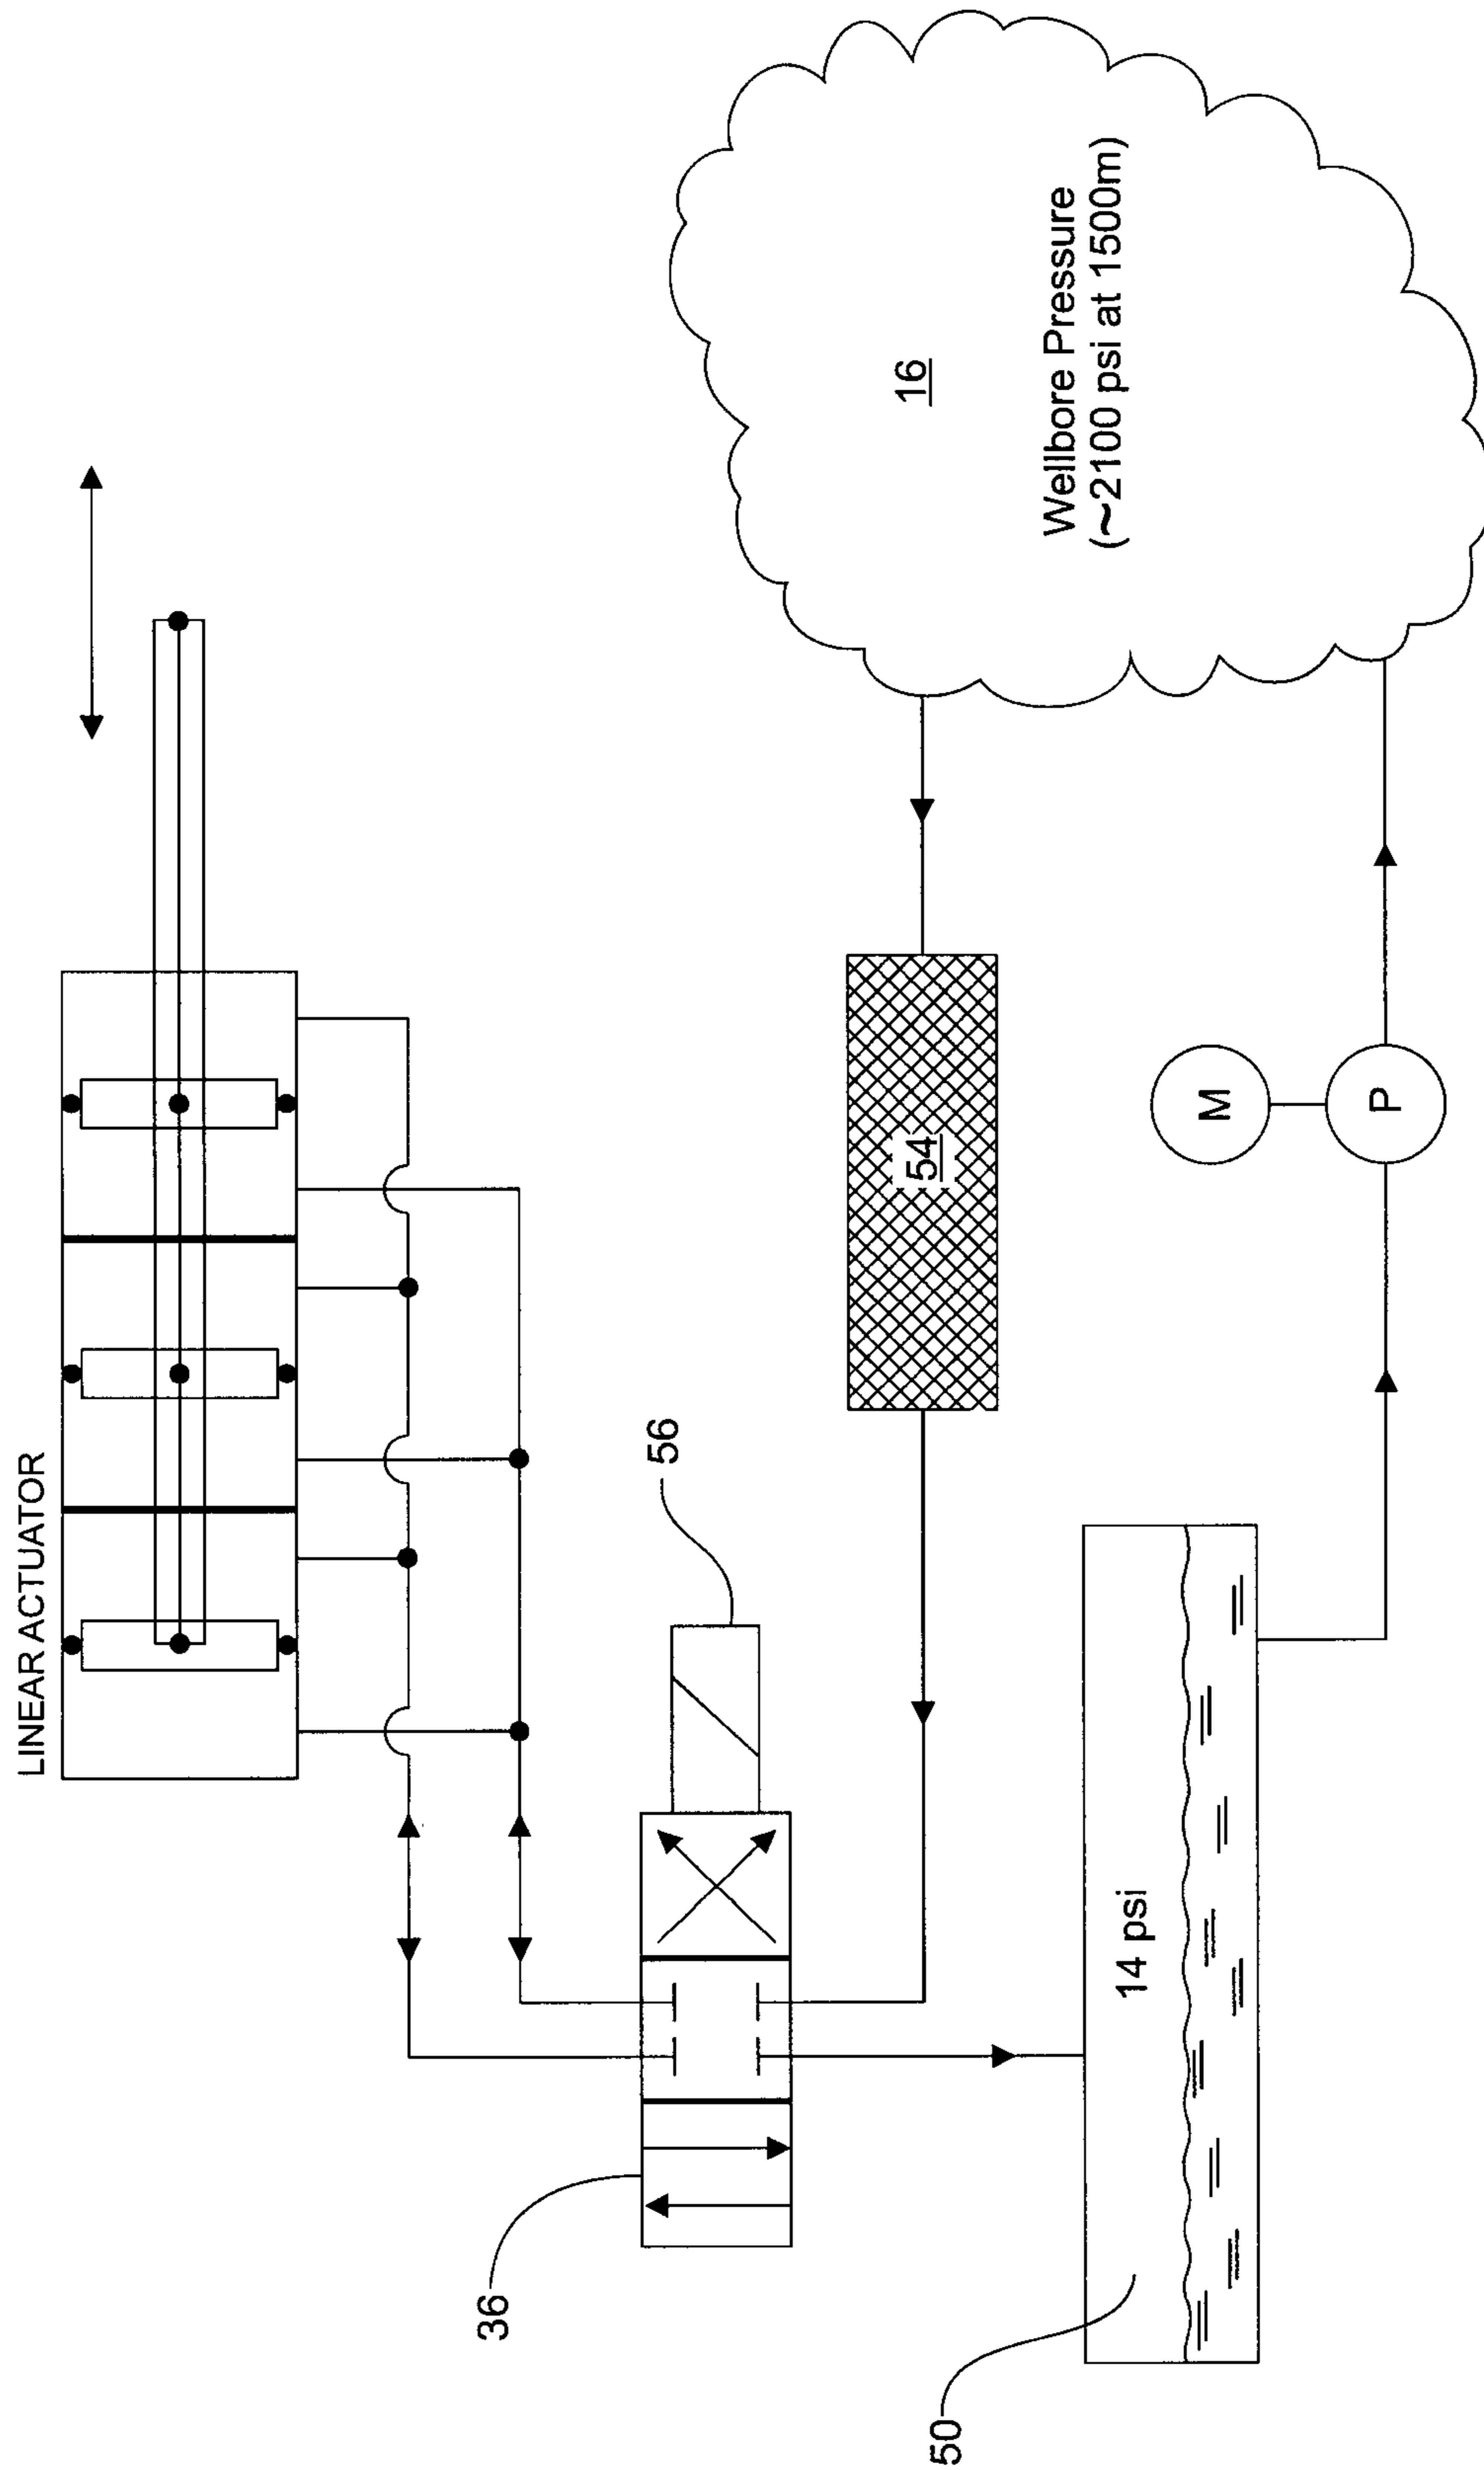 LINEAR ACTUATOR
36
56
50
14 psi
54
M
P
16
Wellbore Pressure
(~2100 psi at 1500m)